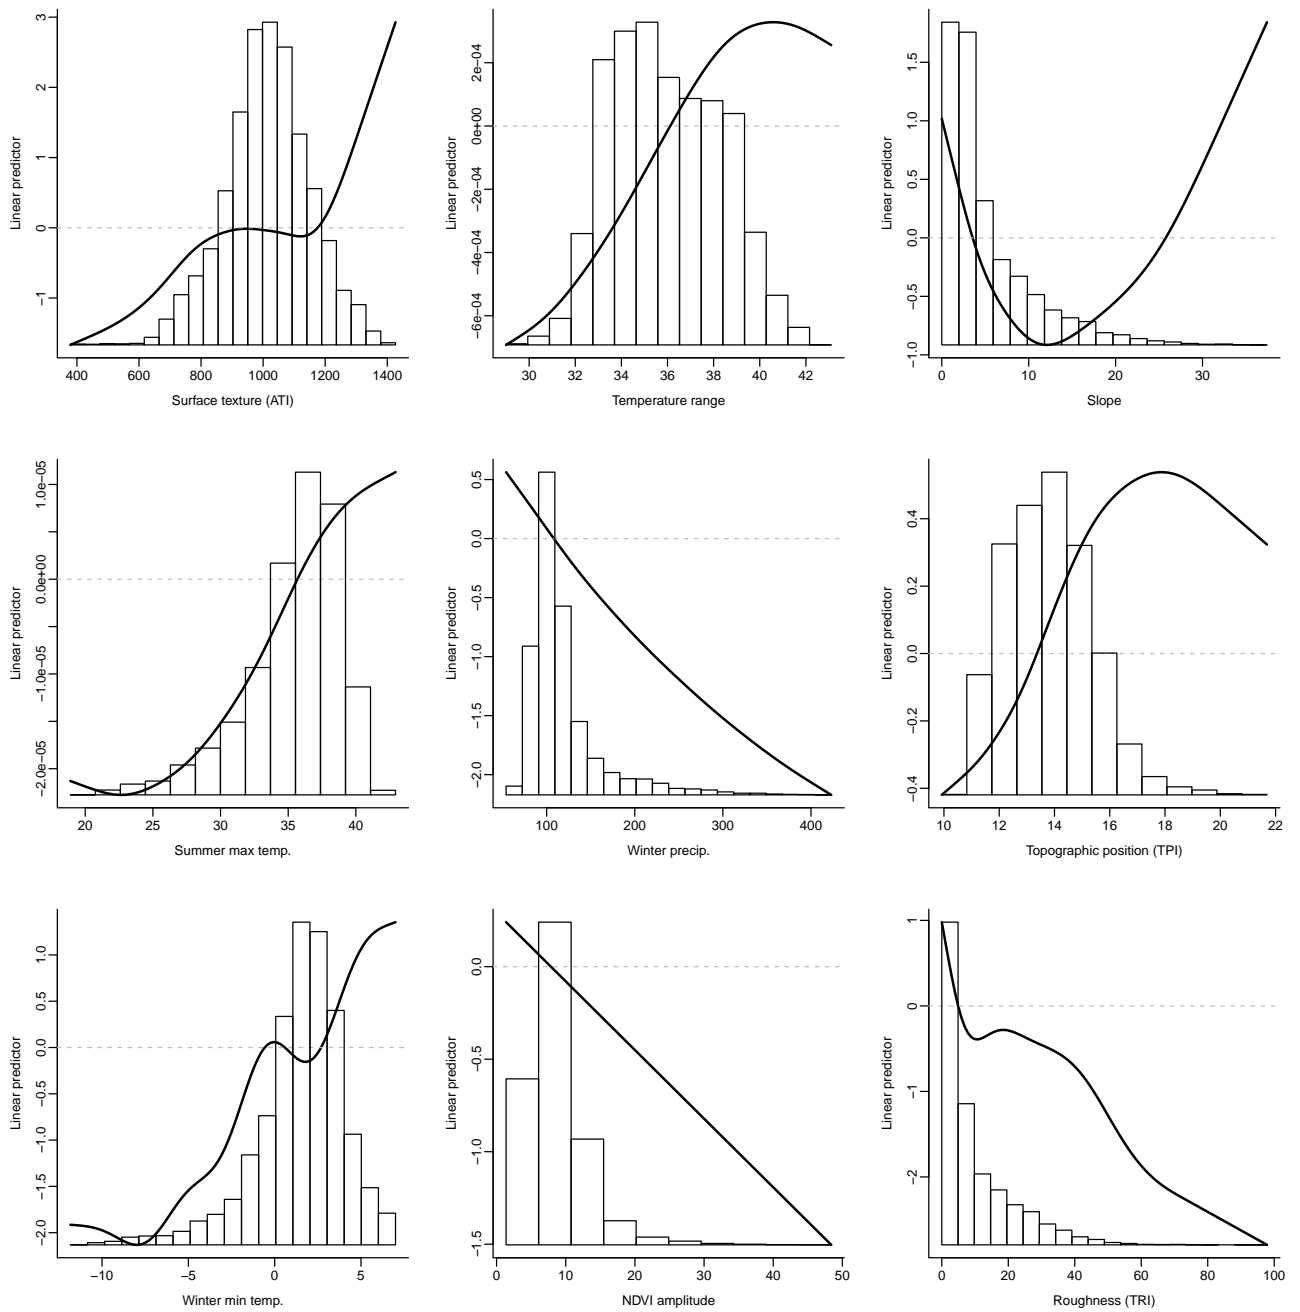 3
2
1
0
−1
Linear predictor
400 600 800 1000 1200 1400
Surface texture (ATI)
2e−04
0e+00
−2e−04
−4e−04
−6e−04
Linear predictor
30 32 34 36 38 40 42
Temperature range
1.5
1.0
0.5
0.0
−0.5
−1.0
Linear predictor
0 10 20 30
Slope
1.0e−05
0.0e+00
−1.0e−05
−2.0e−05
Linear predictor
20 25 30 35 40
Summer max temp.
0.5
0.0
−0.5
−1.0
−1.5
−2.0
Linear predictor
100 200 300 400
Winter precip.
0.4
0.2
0.0
−0.2
−0.4
Linear predictor
10 12 14 16 18 20 22
Topographic position (TPI)
1.0
0.5
0.0
−0.5
−1.0
−1.5
−2.0
Linear predictor
−10 −5 0 5
Winter min temp.
0.0
−0.5
−1.0
−1.5
Linear predictor
0 10 20 30 40 50
NDVI amplitude
1
0
−1
−2
Linear predictor
0 20 40 60 80 100
Roughness (TRI)